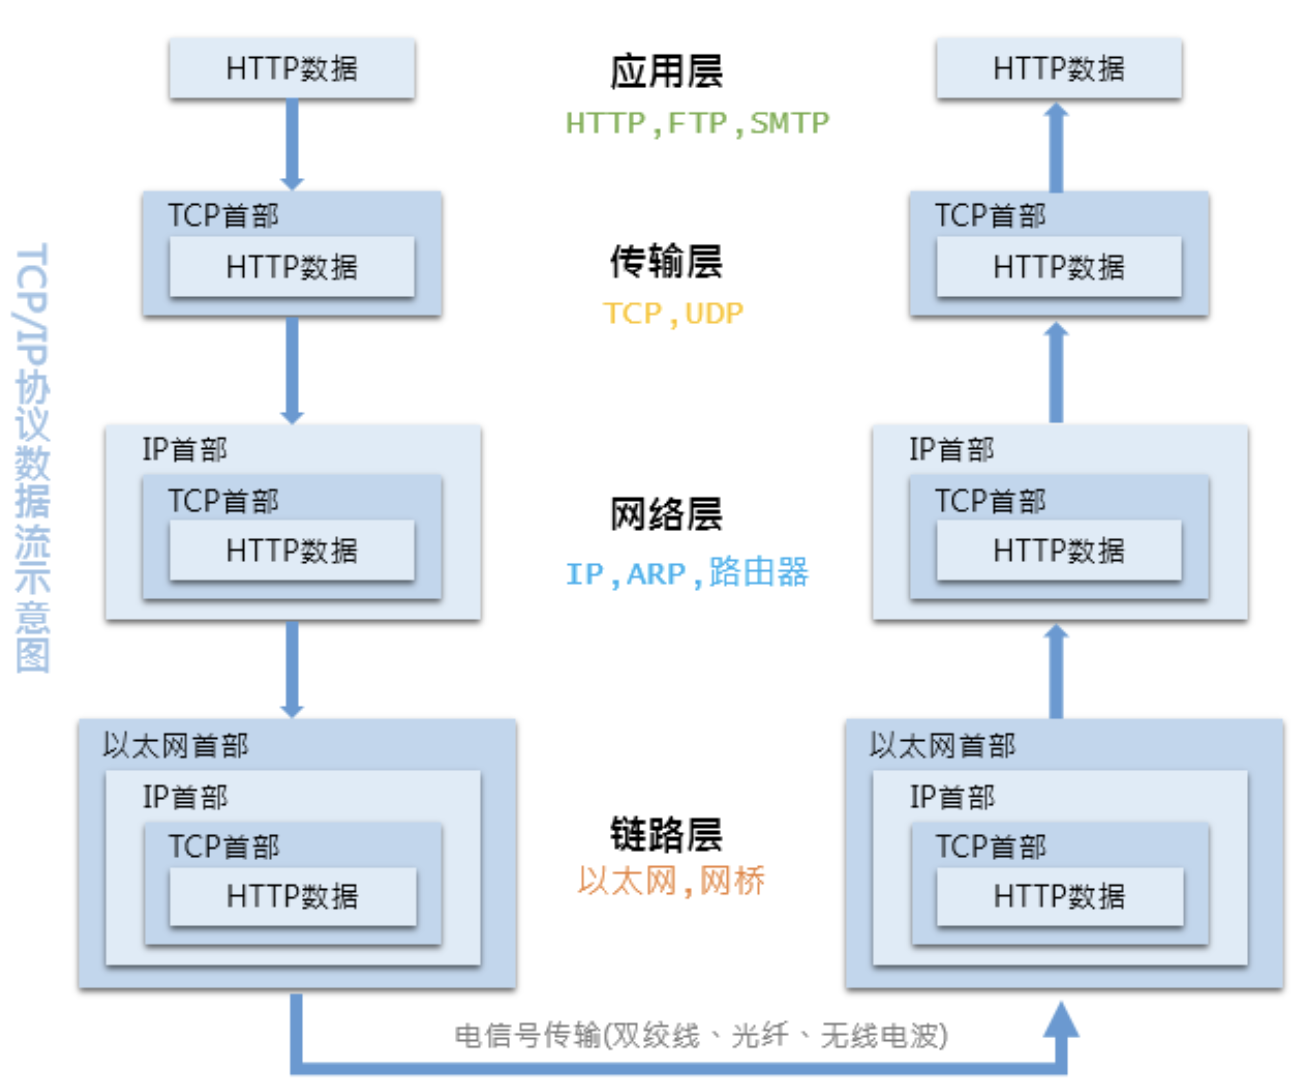 HTTP数据
应用层
HTTP数据
HTTP,FTP,SMTP
TCP首部
TCP首部
HTTP数据
传输层
HTTP数据
TCP,UDP
TCP/IP协议数据流示意图
IP首部
IP首部
TCP首部
网络层
TCP首部
HTTP数据
HTTP数据
IP,ARP,路由器
以太网首部
以太网首部
IP首部
IP首部
TCP首部
链路层
TCP首部
以太网,网桥
HTTP数据
HTTP数据
电信号传输(双绞线、光纤、无线电波)